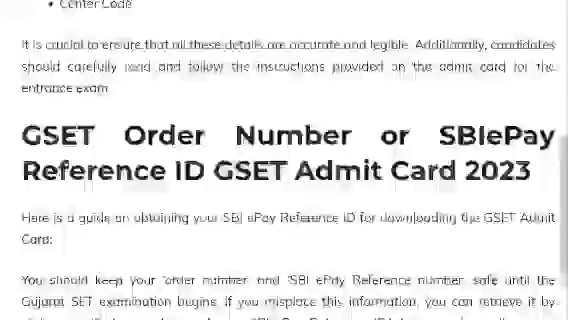 Center Code
It is crucial to ensure that all these details are accurate and legible. Additionally, candidates
should carefully read and follow the instructions provided on the admit card for the
entrance exam.
GSET Order Number or SBIePay
Reference ID GSET Admit Card 2023
Here is a guide on obtaining your SBI ePay Reference ID for downloading the GSET Admit
Card:
You should keep your 'order number' and 'SBI ePay Reference number' safe until the
Gujarat SET examination begins. If you misplace this information, you can retrieve it by